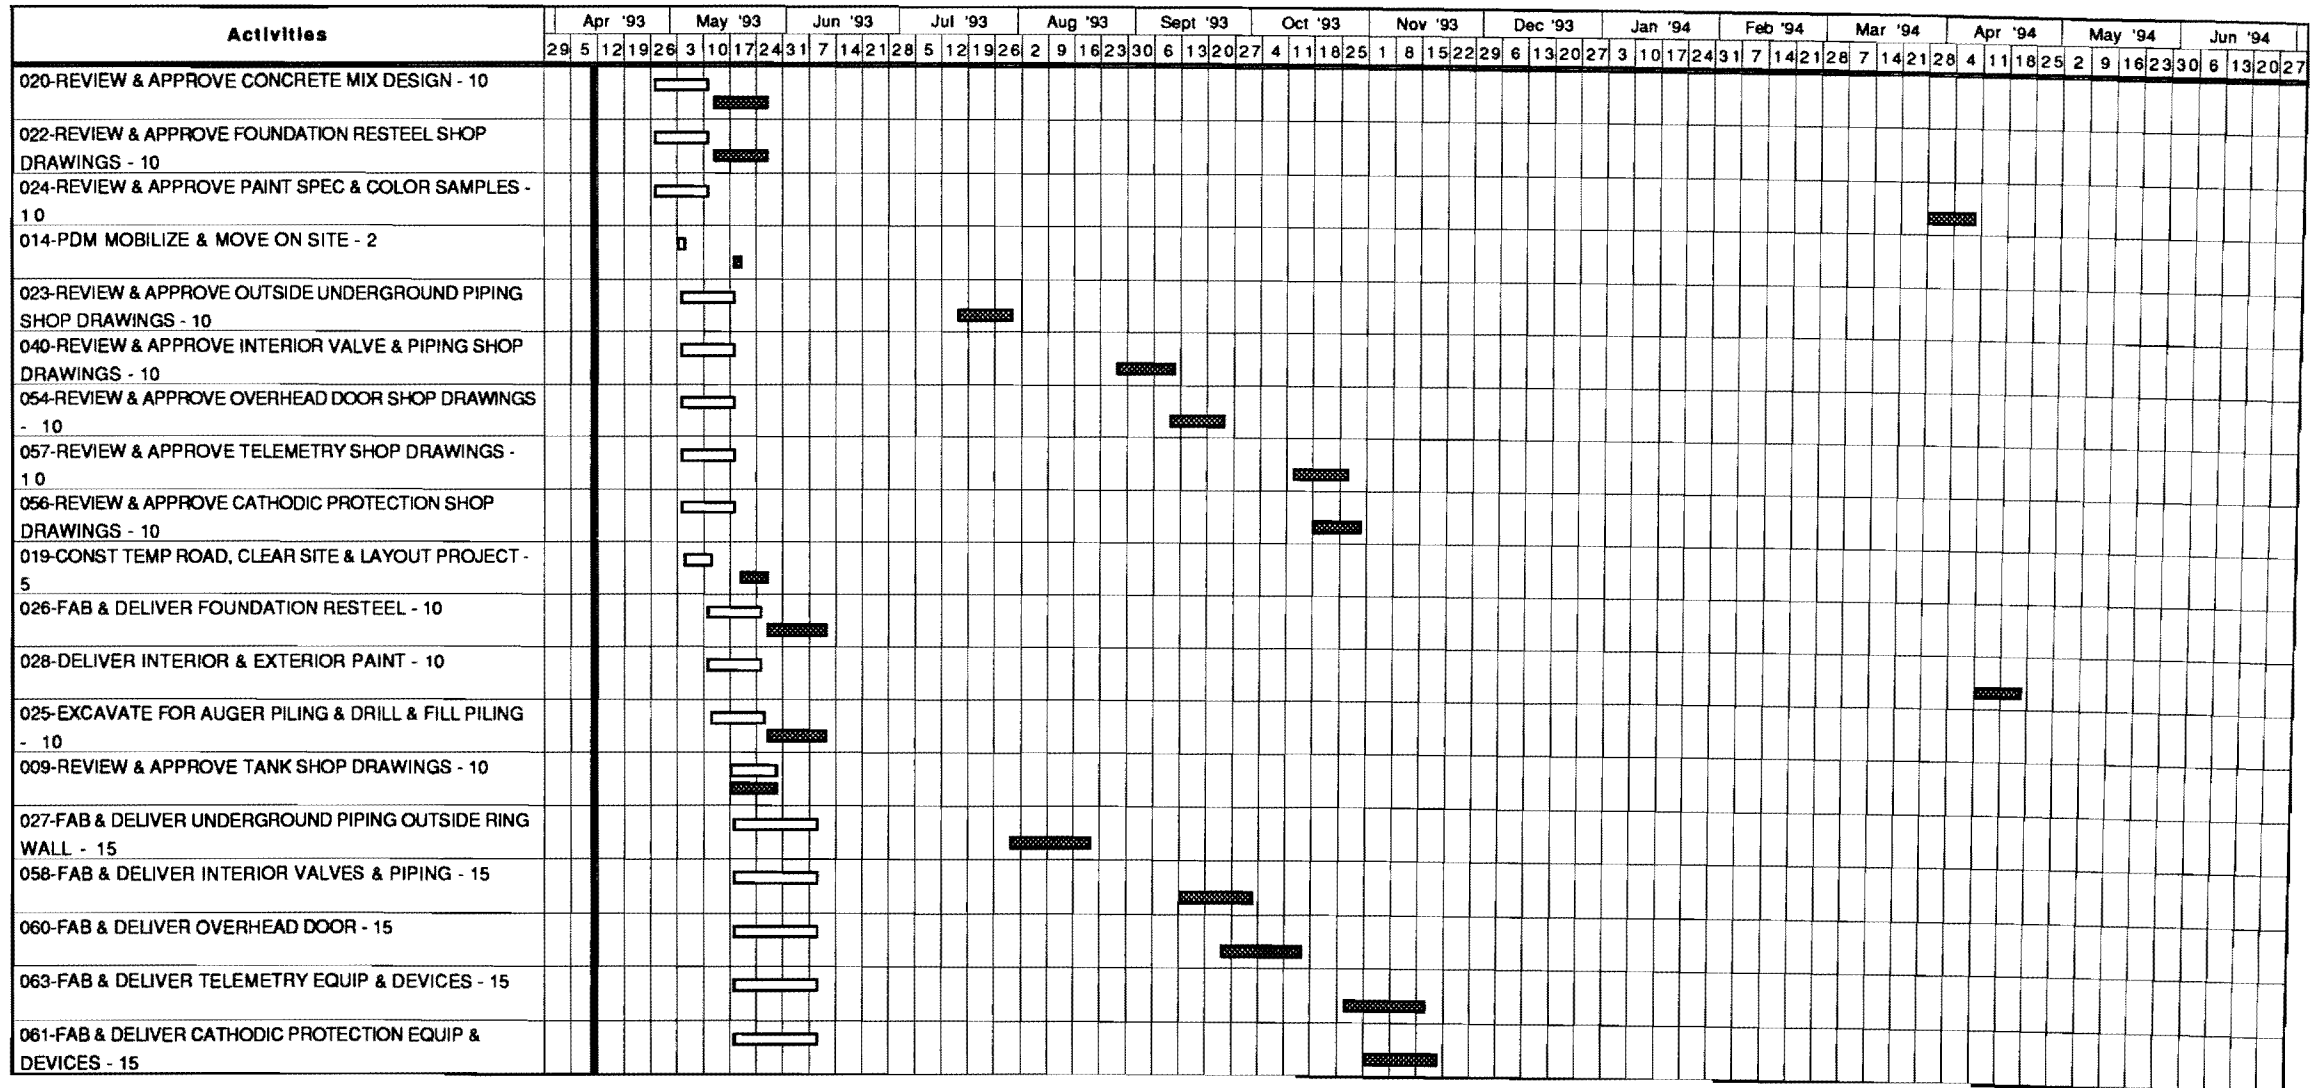 Activities
Apr '93 May '93 Jun '93 Jul '93 Aug '93 Sept '93 Oct '93 Nov '93 Dec '93 Jan '94 Feb '94 Mar '94 Apr '94 May '94 Jun '94
29 5 12 19 26 3 10 17 24 31 7 14 21 28 5 12 19 26 2 9 16 23 30 6 13 20 27 4 11 18 25 1 8 15 22 29 6 13 20 27 3 10 17 24 31 7 14 21 28 7 14 21 28 4 11 18 25 2 9 16 23 30 6 13 20 27
020-REVIEW & APPROVE CONCRETE MIX DESIGN - 10
022-REVIEW & APPROVE FOUNDATION RESTEEL SHOP
DRAWINGS - 10
024-REVIEW & APPROVE PAINT SPEC & COLOR SAMPLES -
10
014-PDM MOBILIZE & MOVE ON SITE - 2
023-REVIEW & APPROVE OUTSIDE UNDERGROUND PIPING
SHOP DRAWINGS - 10
040-REVIEW & APPROVE INTERIOR VALVE & PIPING SHOP
DRAWINGS - 10
054-REVIEW & APPROVE OVERHEAD DOOR SHOP DRAWINGS
- 10
057-REVIEW & APPROVE TELEMETRY SHOP DRAWINGS -
10
056-REVIEW & APPROVE CATHODIC PROTECTION SHOP
DRAWINGS - 10
019-CONST TEMP ROAD, CLEAR SITE & LAYOUT PROJECT -
5
026-FAB & DELIVER FOUNDATION RESTEEL - 10
028-DELIVER INTERIOR & EXTERIOR PAINT - 10
025-EXCAVATE FOR AUGER PILING & DRILL & FILL PILING
- 10
009-REVIEW & APPROVE TANK SHOP DRAWINGS - 10
027-FAB & DELIVER UNDERGROUND PIPING OUTSIDE RING
WALL - 15
058-FAB & DELIVER INTERIOR VALVES & PIPING - 15
060-FAB & DELIVER OVERHEAD DOOR - 15
063-FAB & DELIVER TELEMETRY EQUIP & DEVICES - 15
061-FAB & DELIVER CATHODIC PROTECTION EQUIP &
DEVICES - 15